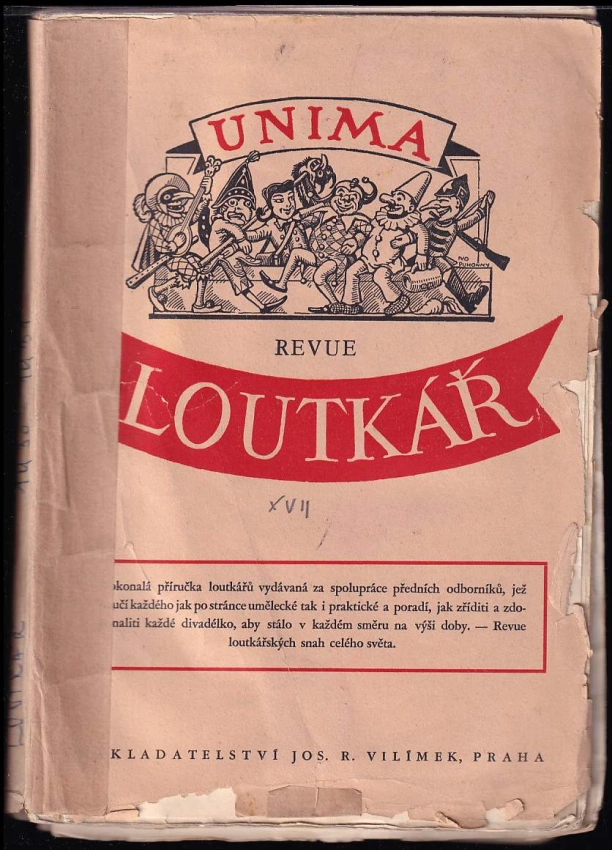 UNIMA
IVO
PUHONNY
REVUE
LOUTKÁŘ
XVII
okonalá příručka loutkářů vydávaná za spolupráce předních odborníků, jež
učí každého jak po stránce umělecké tak i praktické a poradí, jak zříditi a zdo-
naliti každé divadélko, aby stálo v každém směru na výši doby. — Revue
loutkářských snah celého světa.
KLADATELSTVÍ JOS. R. VILÍMEK, PRAHA